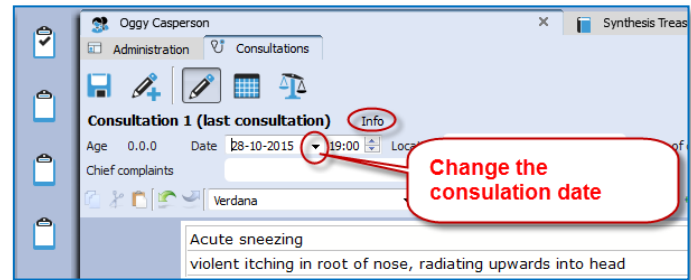 Oggy Casperson Synthesis Treas
Administration Consultations
Consultation 1 (last consultation) Info
Age 0.0.0 Date 28-10-2015 19:00 Locat of
Chief complaints
Change the
consulation date
Verdana
Acute sneezing
violent itching in root of nose, radiating upwards into head